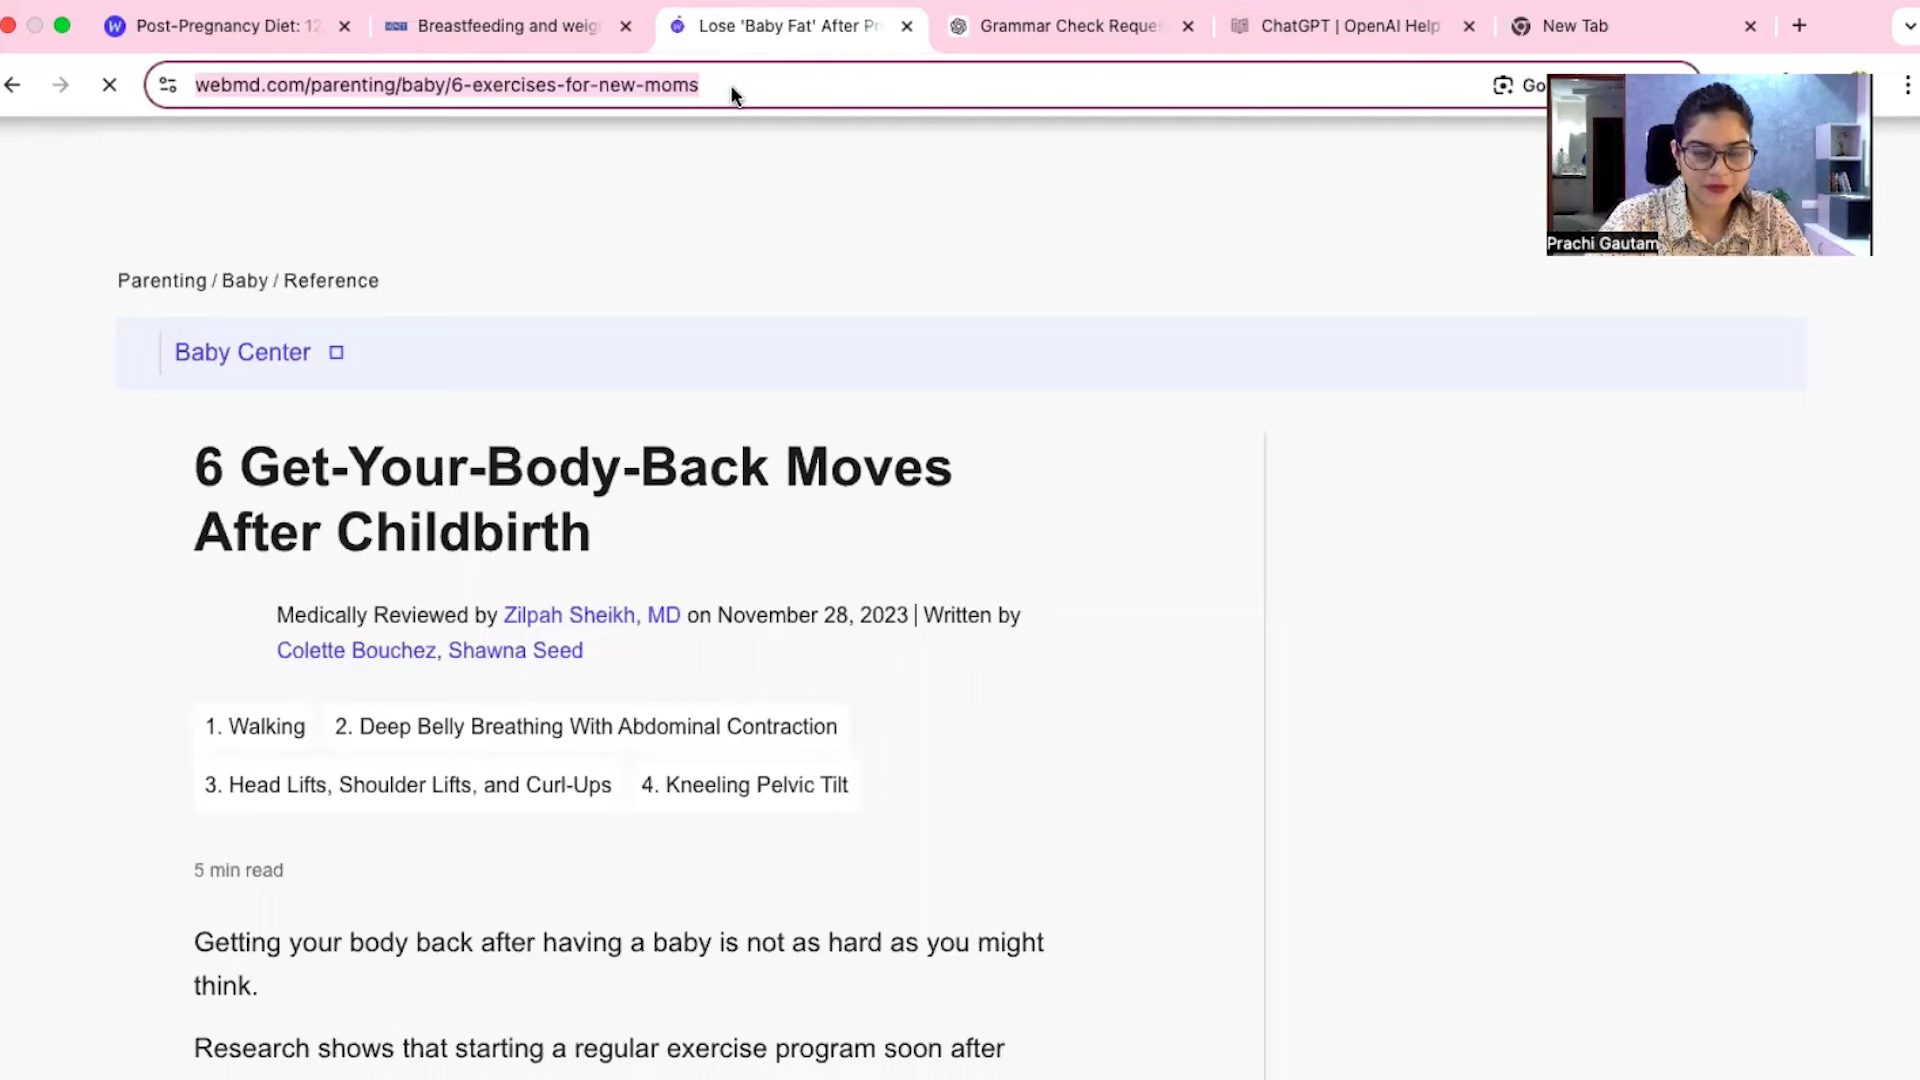 Post-Pregnancy Diet: 12
Breastfeeding and weig
Lose 'Baby Fat' After Pr
Grammar Check Reque
ChatGPT | OpenAI Help
New Tab
webmd.com/parenting/baby/6-exercises-for-new-moms
Go
Prachi Gautam
Parenting / Baby / Reference
Baby Center
6 Get-Your-Body-Back Moves
After Childbirth
Medically Reviewed by Zilpah Sheikh, MD on November 28, 2023 | Written by
Colette Bouchez, Shawna Seed
1. Walking 2. Deep Belly Breathing With Abdominal Contraction
3. Head Lifts, Shoulder Lifts, and Curl-Ups 4. Kneeling Pelvic Tilt
5 min read
Getting your body back after having a baby is not as hard as you might
think.
Research shows that starting a regular exercise program soon after